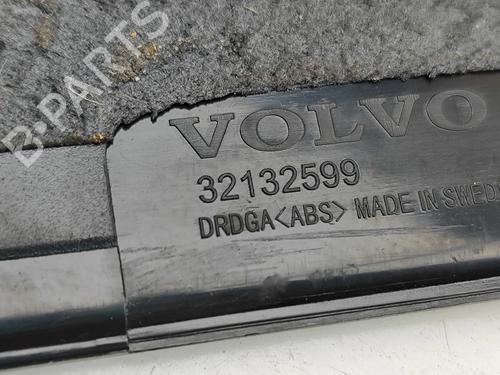 B-PARTS
VOLVO
32132599
DRDGA<ABS> MADE IN SWED